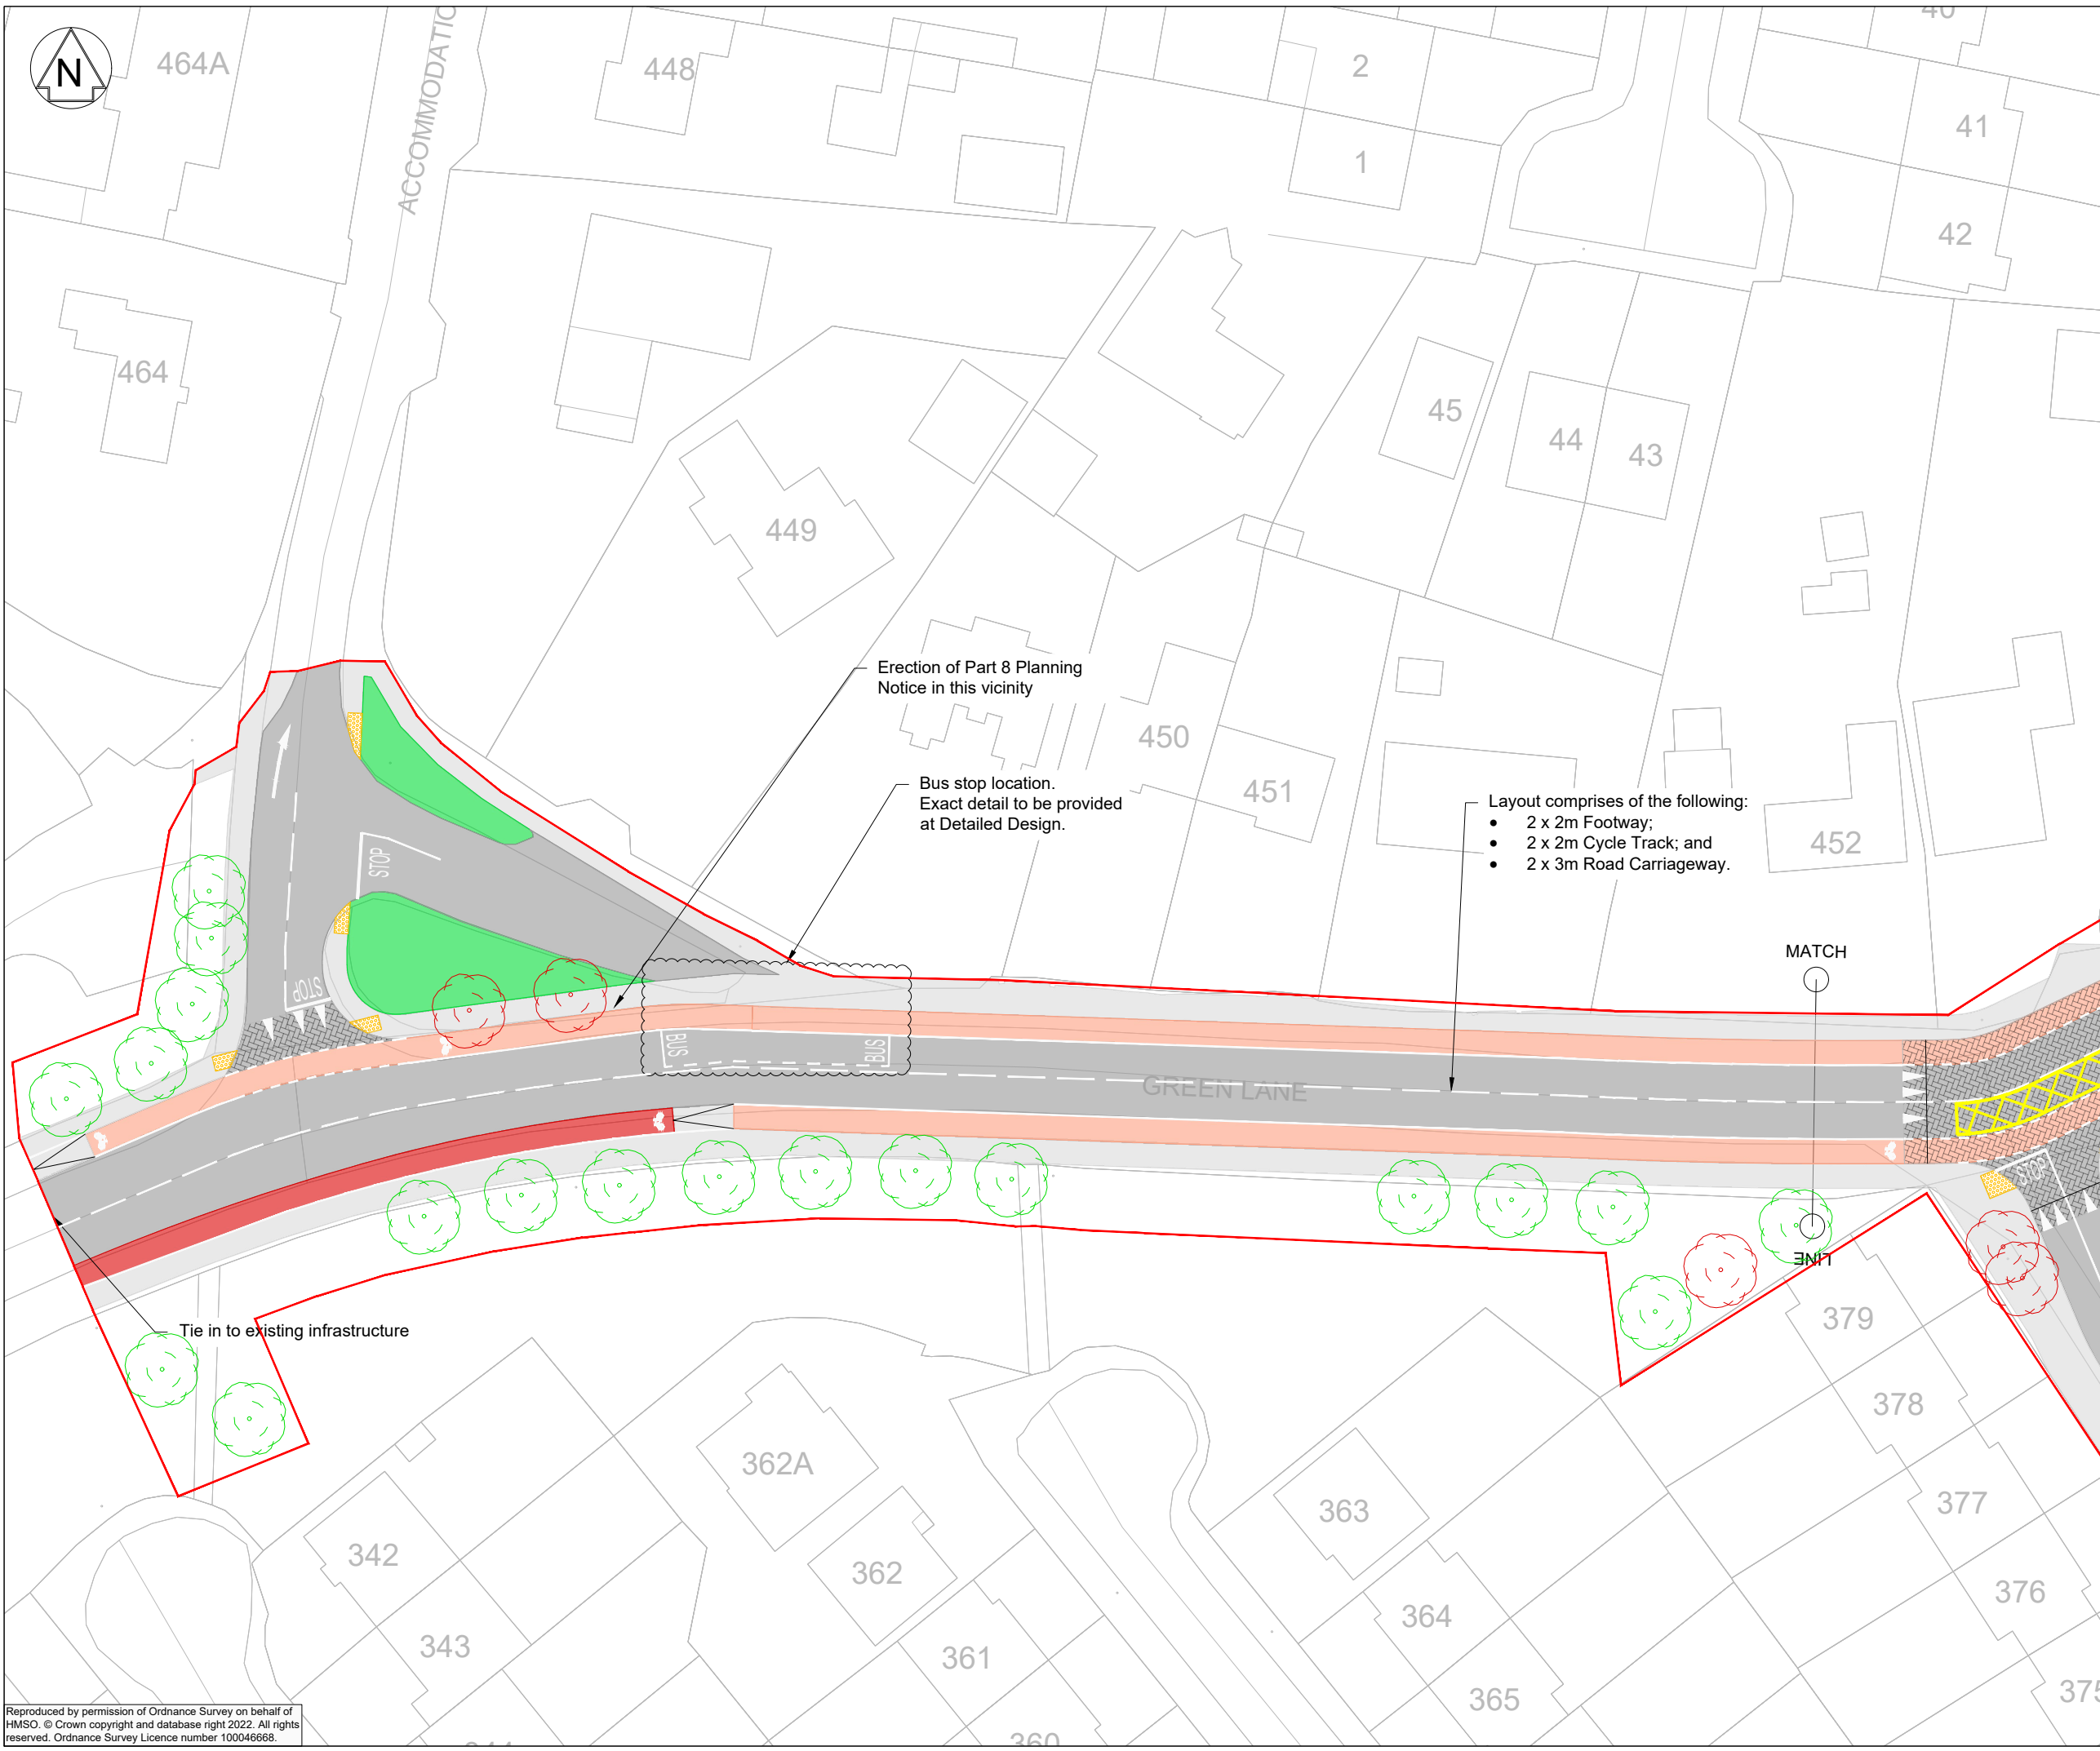 N
464A
ACCOMMODATIO
448
2
1
40
41
42
464
45
44
43
449
Erection of Part 8 Planning
Notice in this vicinity
450
Bus stop location.
Exact detail to be provided
at Detailed Design.
451
Layout comprises of the following:
• 2 x 2m Footway;
• 2 x 2m Cycle Track; and
• 2 x 3m Road Carriageway.
452
STOP
MATCH
STOP
BUS
BUS
GREEN LANE
STOP
LINE
Tie in to existing infrastructure
379
378
362A
363
377
342
362
376
364
343
361
365
375
360
Reproduced by permission of Ordnance Survey on behalf of
HMSO. © Crown copyright and database right 2022. All rights
reserved. Ordnance Survey Licence number 100046668.